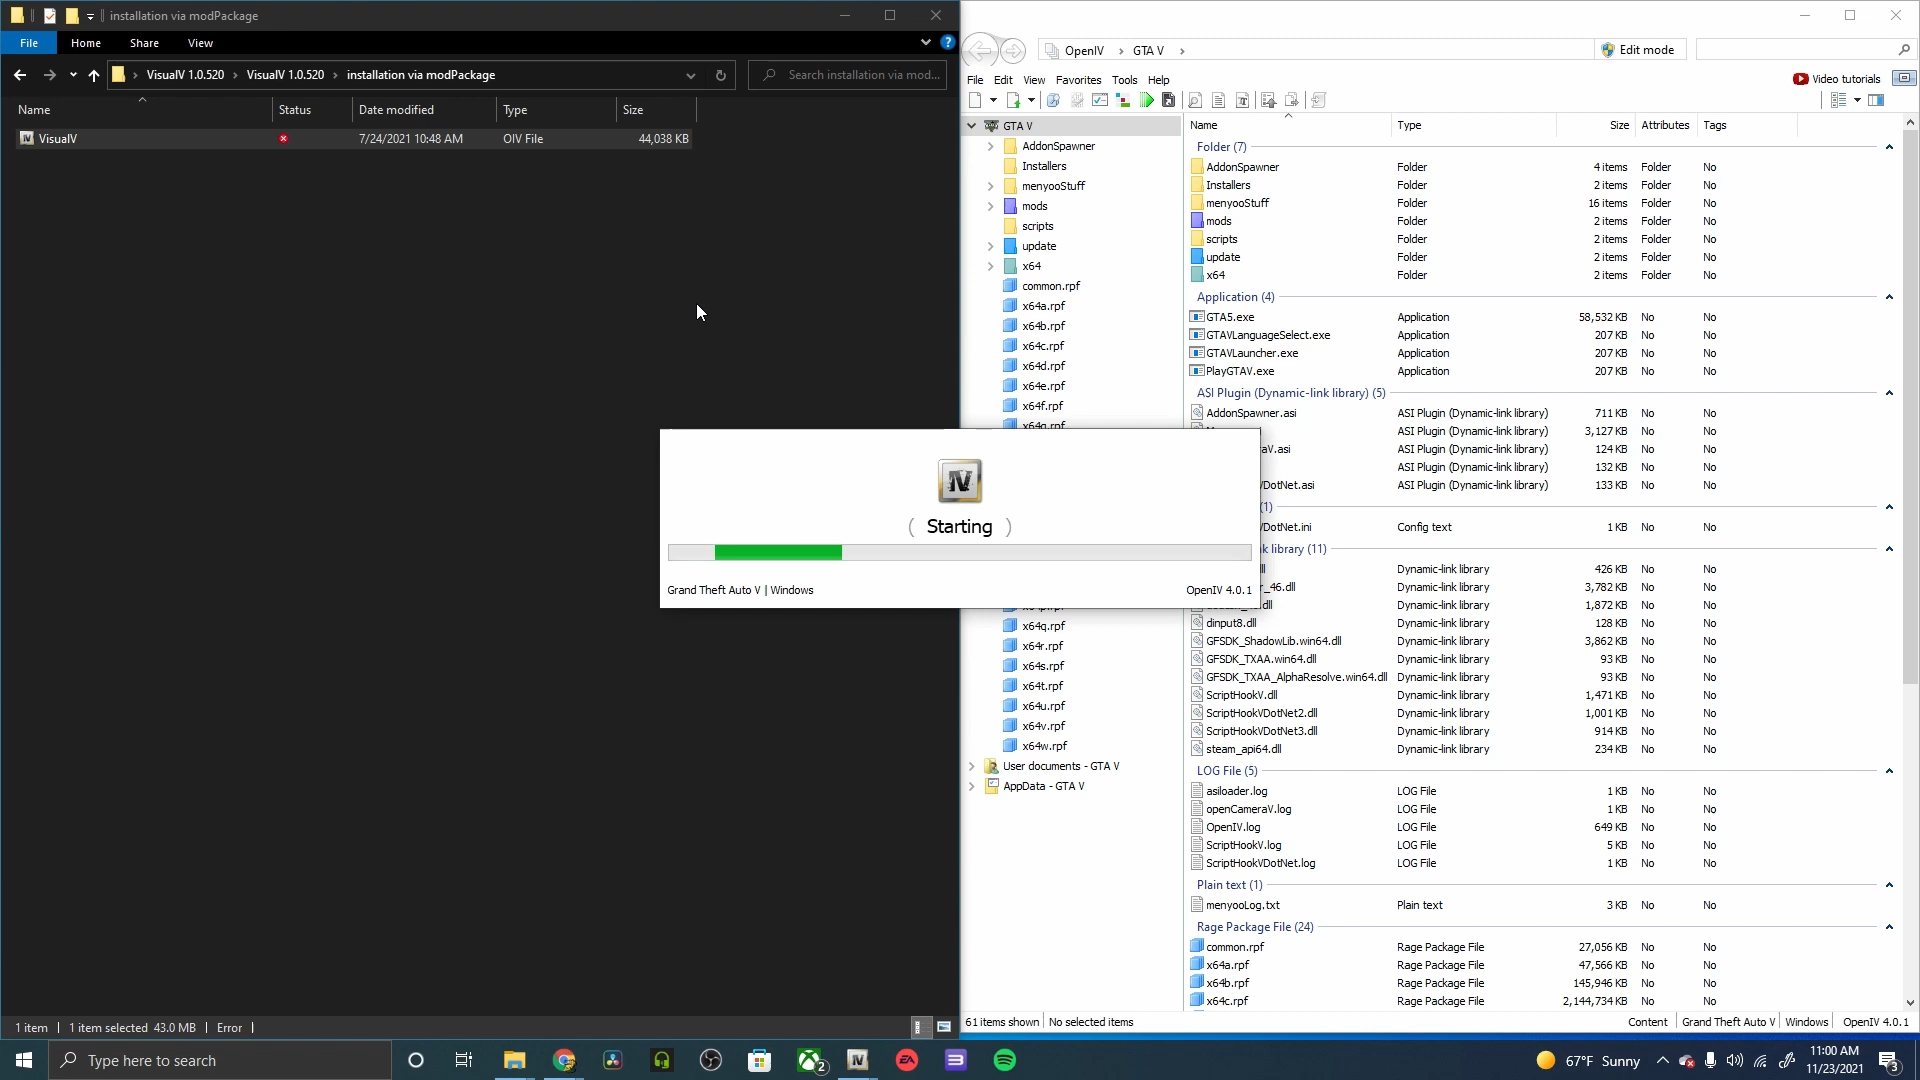 installation via modPackage
File Home Share View
VisualV 1.0.520 › VisualV 1.0.520 › installation via modPackage
Search installation via mod...
Name Status Date modified Type Size
VisualV 7/24/2021 10:48 AM OIV File 44,038 KB
1 item 1 item selected 43.0 MB Error
OpenIV › GTA V ›
Edit mode
File Edit View Favorites Tools Help
Video tutorials
GTA V
AddonSpawner
Installers
menyooStuff
mods
scripts
update
x64
common.rpf
x64a.rpf
x64b.rpf
x64c.rpf
x64d.rpf
x64e.rpf
x64f.rpf
x64q.rpf
x64r.rpf
x64s.rpf
x64t.rpf
x64u.rpf
x64v.rpf
x64w.rpf
User documents - GTA V
AppData - GTA V
Name Type Size Attributes Tags
Folder (7)
AddonSpawner Folder 4 items Folder No
Installers Folder 2 items Folder No
menyooStuff Folder 16 items Folder No
mods Folder 2 items Folder No
scripts Folder 2 items Folder No
update Folder 2 items Folder No
x64 Folder 2 items Folder No
Application (4)
GTA5.exe Application 58,532 KB No No
GTAVLanguageSelect.exe Application 207 KB No No
GTAVLauncher.exe Application 207 KB No No
PlayGTAV.exe Application 207 KB No No
ASI Plugin (Dynamic-link library) (5)
AddonSpawner.asi ASI Plugin (Dynamic-link library) 711 KB No No
ASI Plugin (Dynamic-link library) 3,127 KB No No
aV.asi ASI Plugin (Dynamic-link library) 124 KB No No
ASI Plugin (Dynamic-link library) 132 KB No No
DotNet.asi ASI Plugin (Dynamic-link library) 133 KB No No
(1)
DotNet.ini Config text 1 KB No No
k library (11)
Dynamic-link library 426 KB No No
_46.dll Dynamic-link library 3,782 KB No No
.dll Dynamic-link library 1,872 KB No No
dinput8.dll Dynamic-link library 128 KB No No
GFSDK_ShadowLib.win64.dll Dynamic-link library 3,862 KB No No
GFSDK_TXAA.win64.dll Dynamic-link library 93 KB No No
GFSDK_TXAA_AlphaResolve.win64.dll Dynamic-link library 93 KB No No
ScriptHookV.dll Dynamic-link library 1,471 KB No No
ScriptHookVDotNet2.dll Dynamic-link library 1,001 KB No No
ScriptHookVDotNet3.dll Dynamic-link library 914 KB No No
steam_api64.dll Dynamic-link library 234 KB No No
LOG File (5)
asiloader.log LOG File 1 KB No No
openCameraV.log LOG File 1 KB No No
OpenIV.log LOG File 649 KB No No
ScriptHookV.log LOG File 5 KB No No
ScriptHookVDotNet.log LOG File 1 KB No No
Plain text (1)
menyooLog.txt Plain text 3 KB No No
Rage Package File (24)
common.rpf Rage Package File 27,056 KB No No
x64a.rpf Rage Package File 47,566 KB No No
x64b.rpf Rage Package File 145,946 KB No No
x64c.rpf Rage Package File 2,144,734 KB No No
61 items shown No selected items Content Grand Theft Auto V Windows OpenIV 4.0.1
IV
( Starting )
Grand Theft Auto V | Windows OpenIV 4.0.1
Type here to search
2
67°F Sunny
11:00 AM
11/23/2021
3